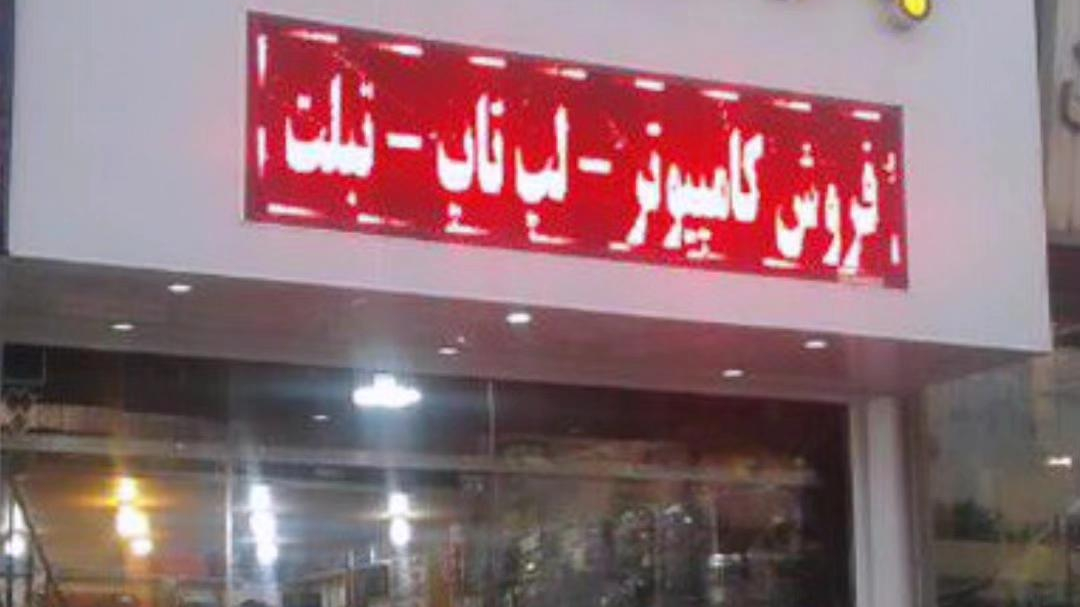 فروش کامپیوتر - لپ تاپ - تبلت